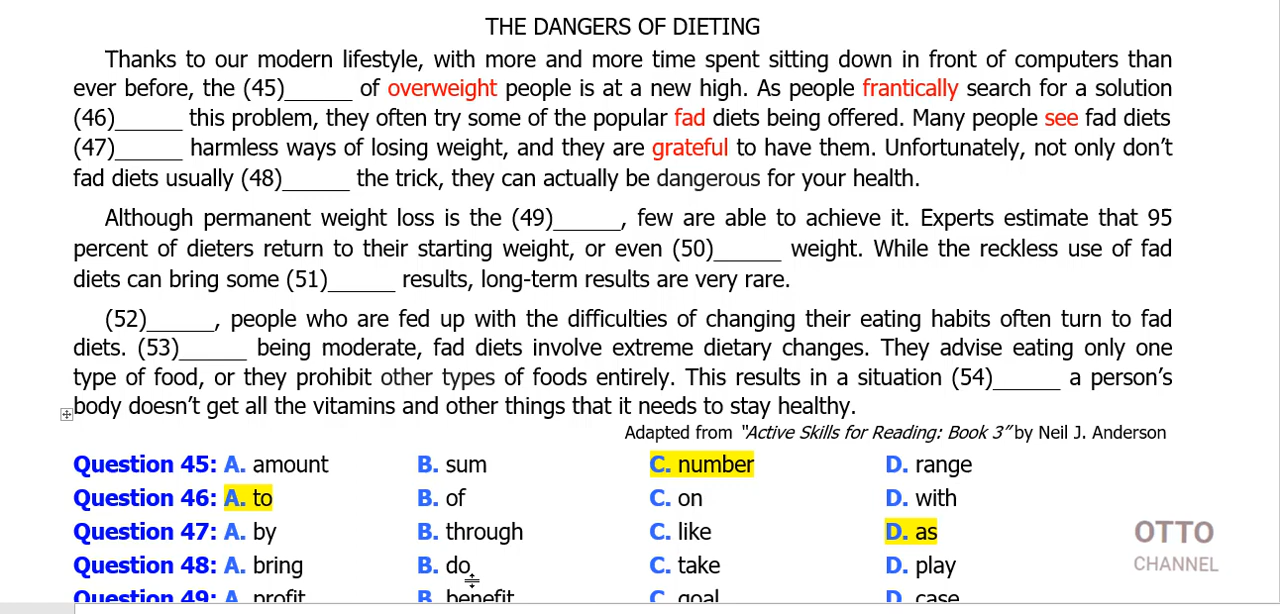 THE DANGERS OF DIETING
Thanks to our modern lifestyle, with more and more time spent sitting down in front of computers than
ever before, the (45)______ of overweight people is at a new high. As people frantically search for a solution
(46)______ this problem, they often try some of the popular fad diets being offered. Many people see fad diets
(47)______ harmless ways of losing weight, and they are grateful to have them. Unfortunately, not only don't
fad diets usually (48)______ the trick, they can actually be dangerous for your health.
Although permanent weight loss is the (49)______, few are able to achieve it. Experts estimate that 95
percent of dieters return to their starting weight, or even (50)______ weight. While the reckless use of fad
diets can bring some (51)______ results, long-term results are very rare.
(52)______, people who are fed up with the difficulties of changing their eating habits often turn to fad
diets. (53)______ being moderate, fad diets involve extreme dietary changes. They advise eating only one
type of food, or they prohibit other types of foods entirely. This results in a situation (54)______ a person's
body doesn't get all the vitamins and other things that it needs to stay healthy.
Adapted from "Active Skills for Reading: Book 3" by Neil J. Anderson
Question 45: A. amount B. sum C. number D. range
Question 46: A. to B. of C. on D. with
Question 47: A. by B. through C. like D. as
Question 48: A. bring B. do C. take D. play
Question 49: A. profit B. benefit C. goal D. case
OTTO
CHANNEL